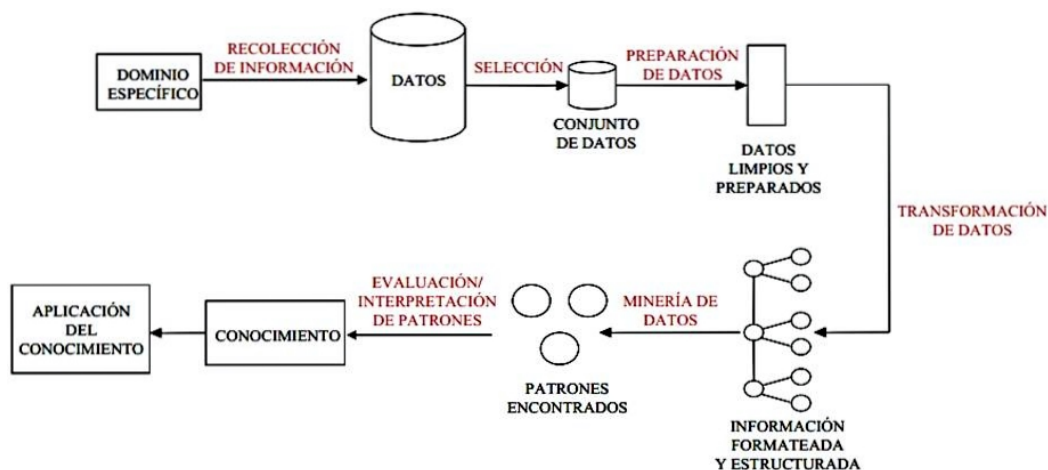 DOMINIO
ESPECÍFICO
RECOLECCIÓN
DE INFORMACIÓN
DATOS
SELECCIÓN
CONJUNTO
DE DATOS
PREPARACIÓN
DE DATOS
DATOS
LIMPIOS Y
PREPARADOS
TRANSFORMACIÓN
DE DATOS
INFORMACIÓN
FORMATEADA
Y ESTRUCTURADA
MINERÍA DE
DATOS
PATRONES
ENCONTRADOS
EVALUACIÓN/
INTERPRETACIÓN
DE PATRONES
CONOCIMIENTO
APLICACIÓN
DEL
CONOCIMIENTO